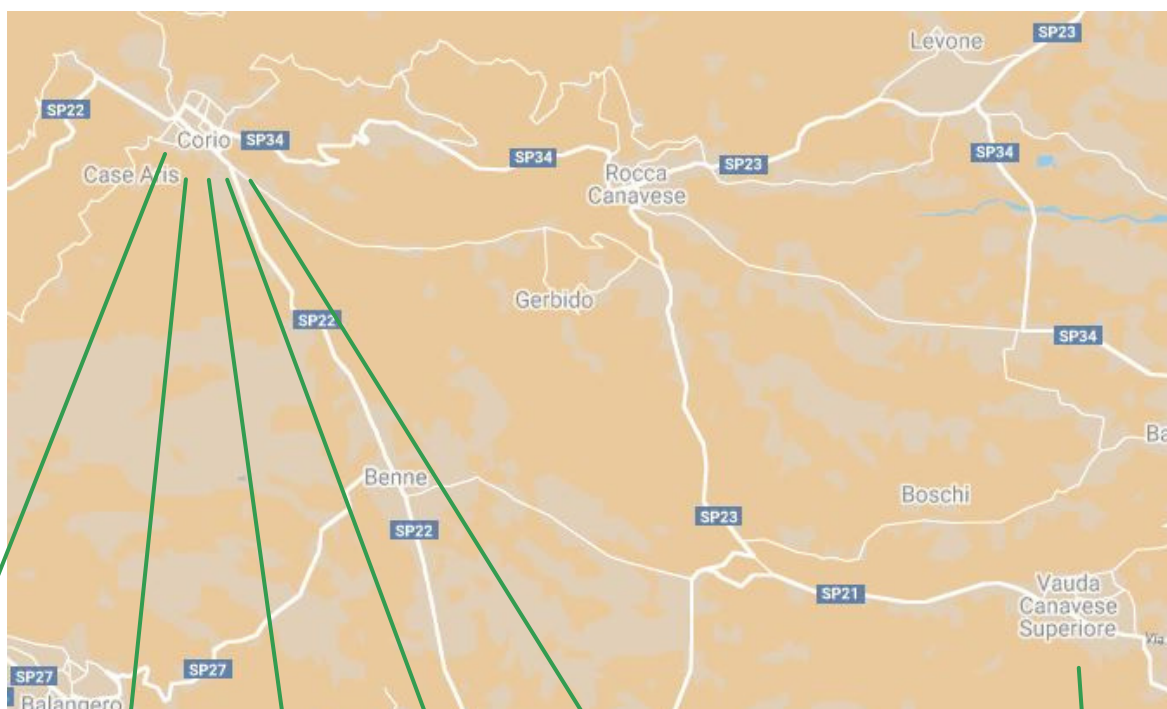 SP23
Levone
SP22
Corio
SP34
SP34
SP34
SP23
Case Aris
Rocca
Canavese
Gerbido
SP22
SP34
Ba
Benne
Boschi
SP22
SP23
SP21
Vauda
Canavese
Superiore
Via
SP27
SP27
Balangero